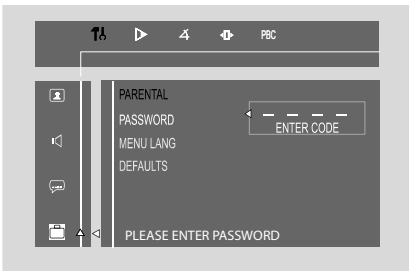 PBC
PARENTAL
PASSWORD
– – – –
ENTER CODE
MENU LANG
DEFAULTS
PLEASE ENTER PASSWORD